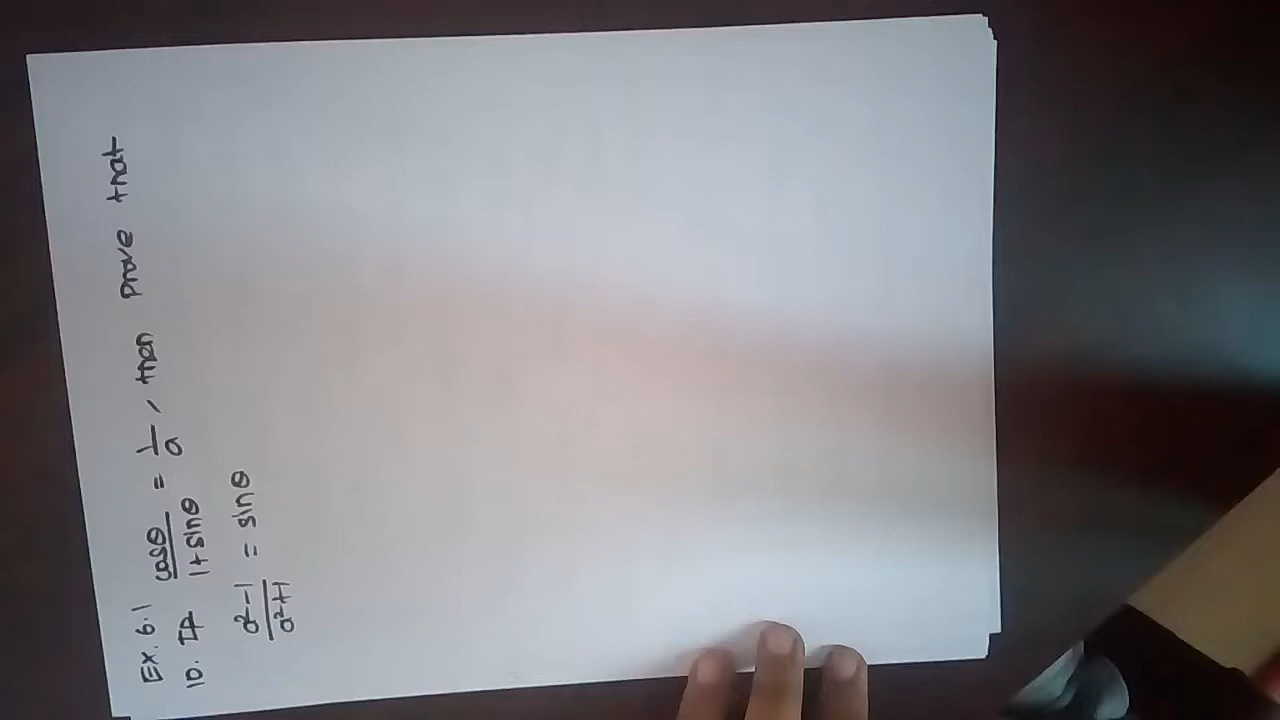 Ex. 6.1
10. If cosθ/1+sinθ = 1/a, then prove that
a²-1/a²+1 = sinθ